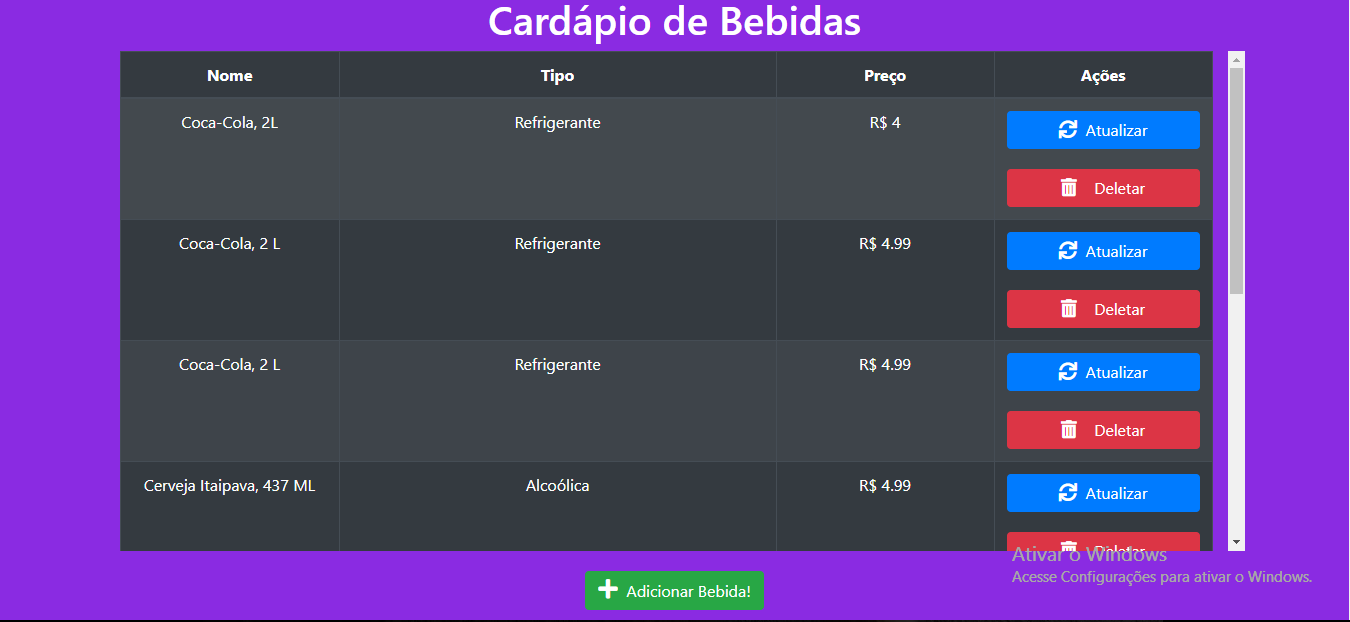 Cardápio de Bebidas
Nome Tipo Preço Ações
Coca-Cola, 2L Refrigerante R$ 4 Atualizar
Deletar
Coca-Cola, 2 L Refrigerante R$ 4.99 Atualizar
Deletar
Coca-Cola, 2 L Refrigerante R$ 4.99 Atualizar
Deletar
Cerveja Itaipava, 437 ML Alcoólica R$ 4.99 Atualizar
Deletar
Ativar o Windows
Acesse Configurações para ativar o Windows.
Adicionar Bebida!